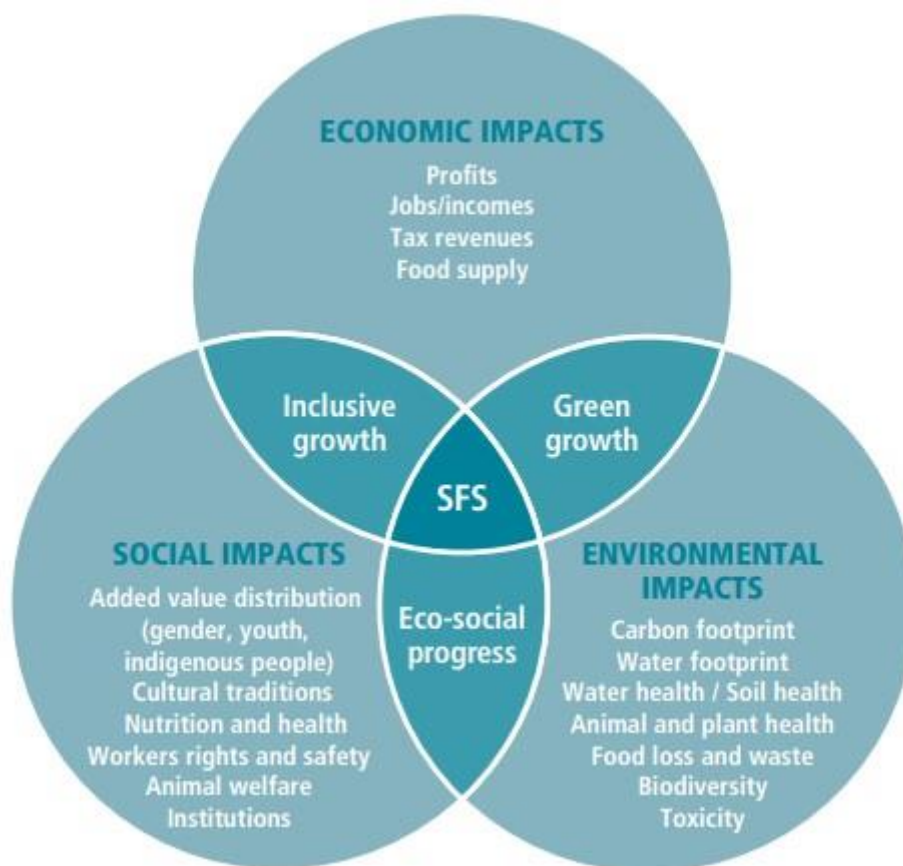 ECONOMIC IMPACTS
Profits
Jobs/incomes
Tax revenues
Food supply
Inclusive
growth
Green
growth
SFS
SOCIAL IMPACTS
Added value distribution
(gender, youth,
indigenous people)
Cultural traditions
Nutrition and health
Workers rights and safety
Animal welfare
Institutions
Eco-social
progress
ENVIRONMENTAL
IMPACTS
Carbon footprint
Water footprint
Water health / Soil health
Animal and plant health
Food loss and waste
Biodiversity
Toxicity